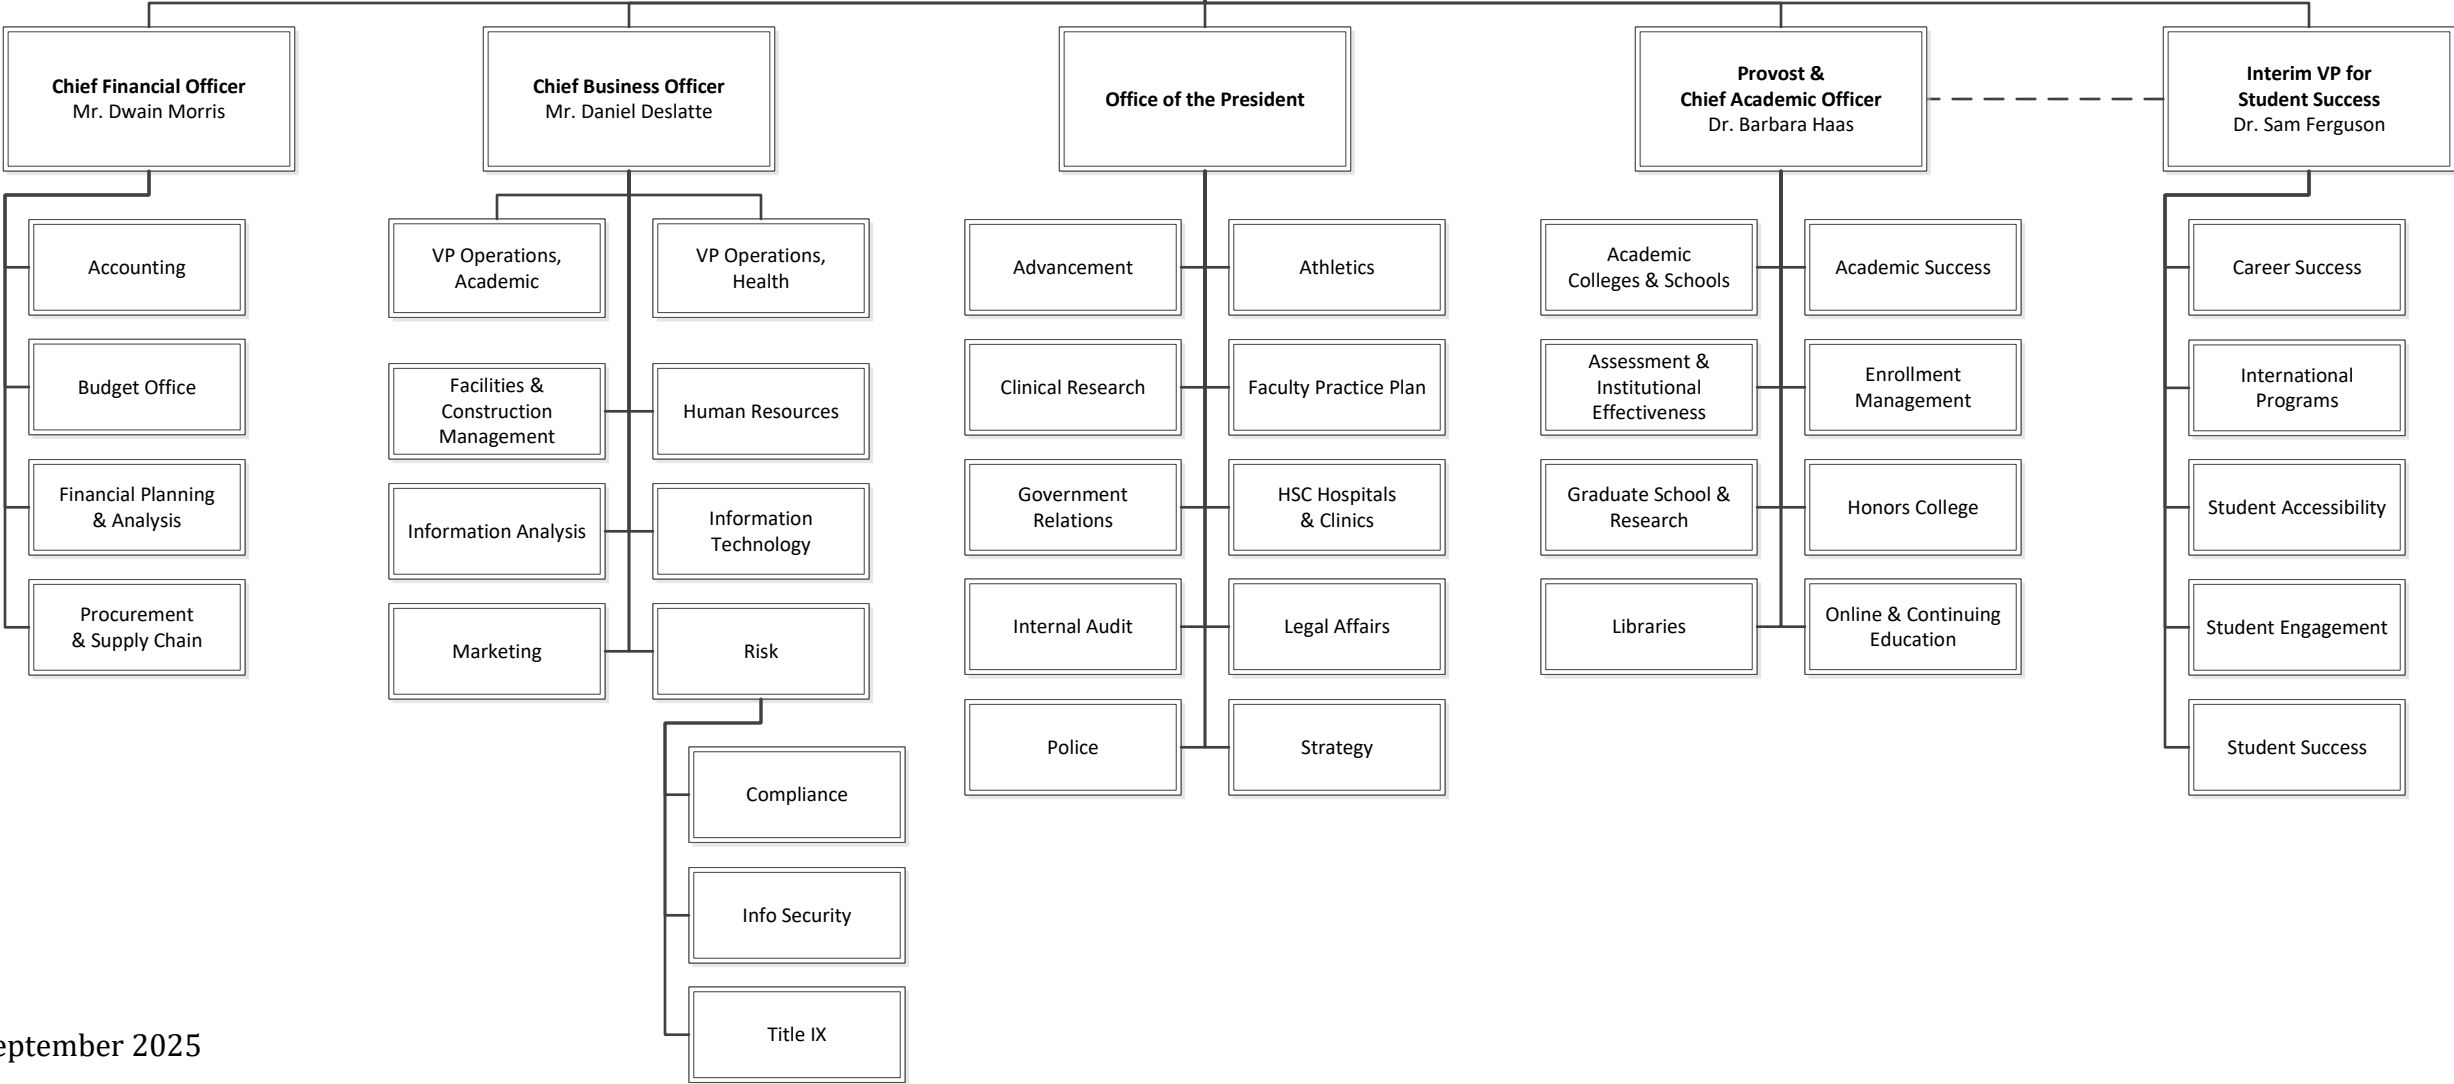 Chief Financial Officer
Mr. Dwain Morris
Chief Business Officer
Mr. Daniel Deslatte
Office of the President
Provost &
Chief Academic Officer
Dr. Barbara Haas
Interim VP for
Student Success
Dr. Sam Ferguson
Accounting
Budget Office
Financial Planning
& Analysis
Procurement
& Supply Chain
VP Operations,
Academic
VP Operations,
Health
Facilities &
Construction
Management
Human Resources
Information Analysis
Information
Technology
Marketing
Risk
Compliance
Info Security
Title IX
Advancement
Athletics
Clinical Research
Faculty Practice Plan
Government
Relations
HSC Hospitals
& Clinics
Internal Audit
Legal Affairs
Police
Strategy
Academic
Colleges & Schools
Academic Success
Assessment &
Institutional
Effectiveness
Enrollment
Management
Graduate School &
Research
Honors College
Libraries
Online & Continuing
Education
Career Success
International
Programs
Student Accessibility
Student Engagement
Student Success
eptember 2025